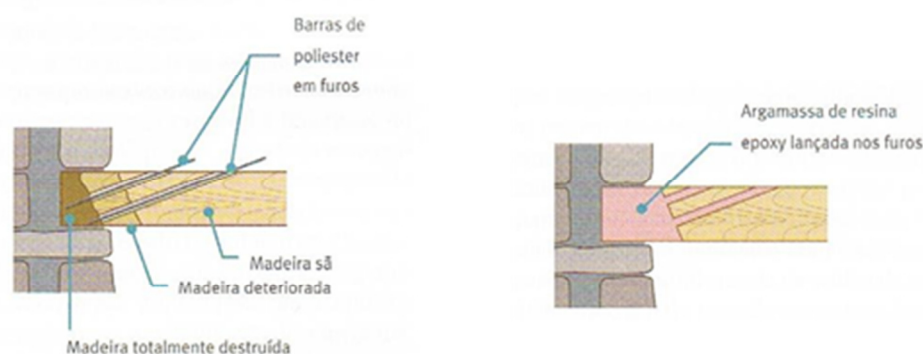 Barras de
poliester
em furos
Madeira sã
Madeira deteriorada
Madeira totalmente destruída
Argamassa de resina
epoxy lançada nos furos